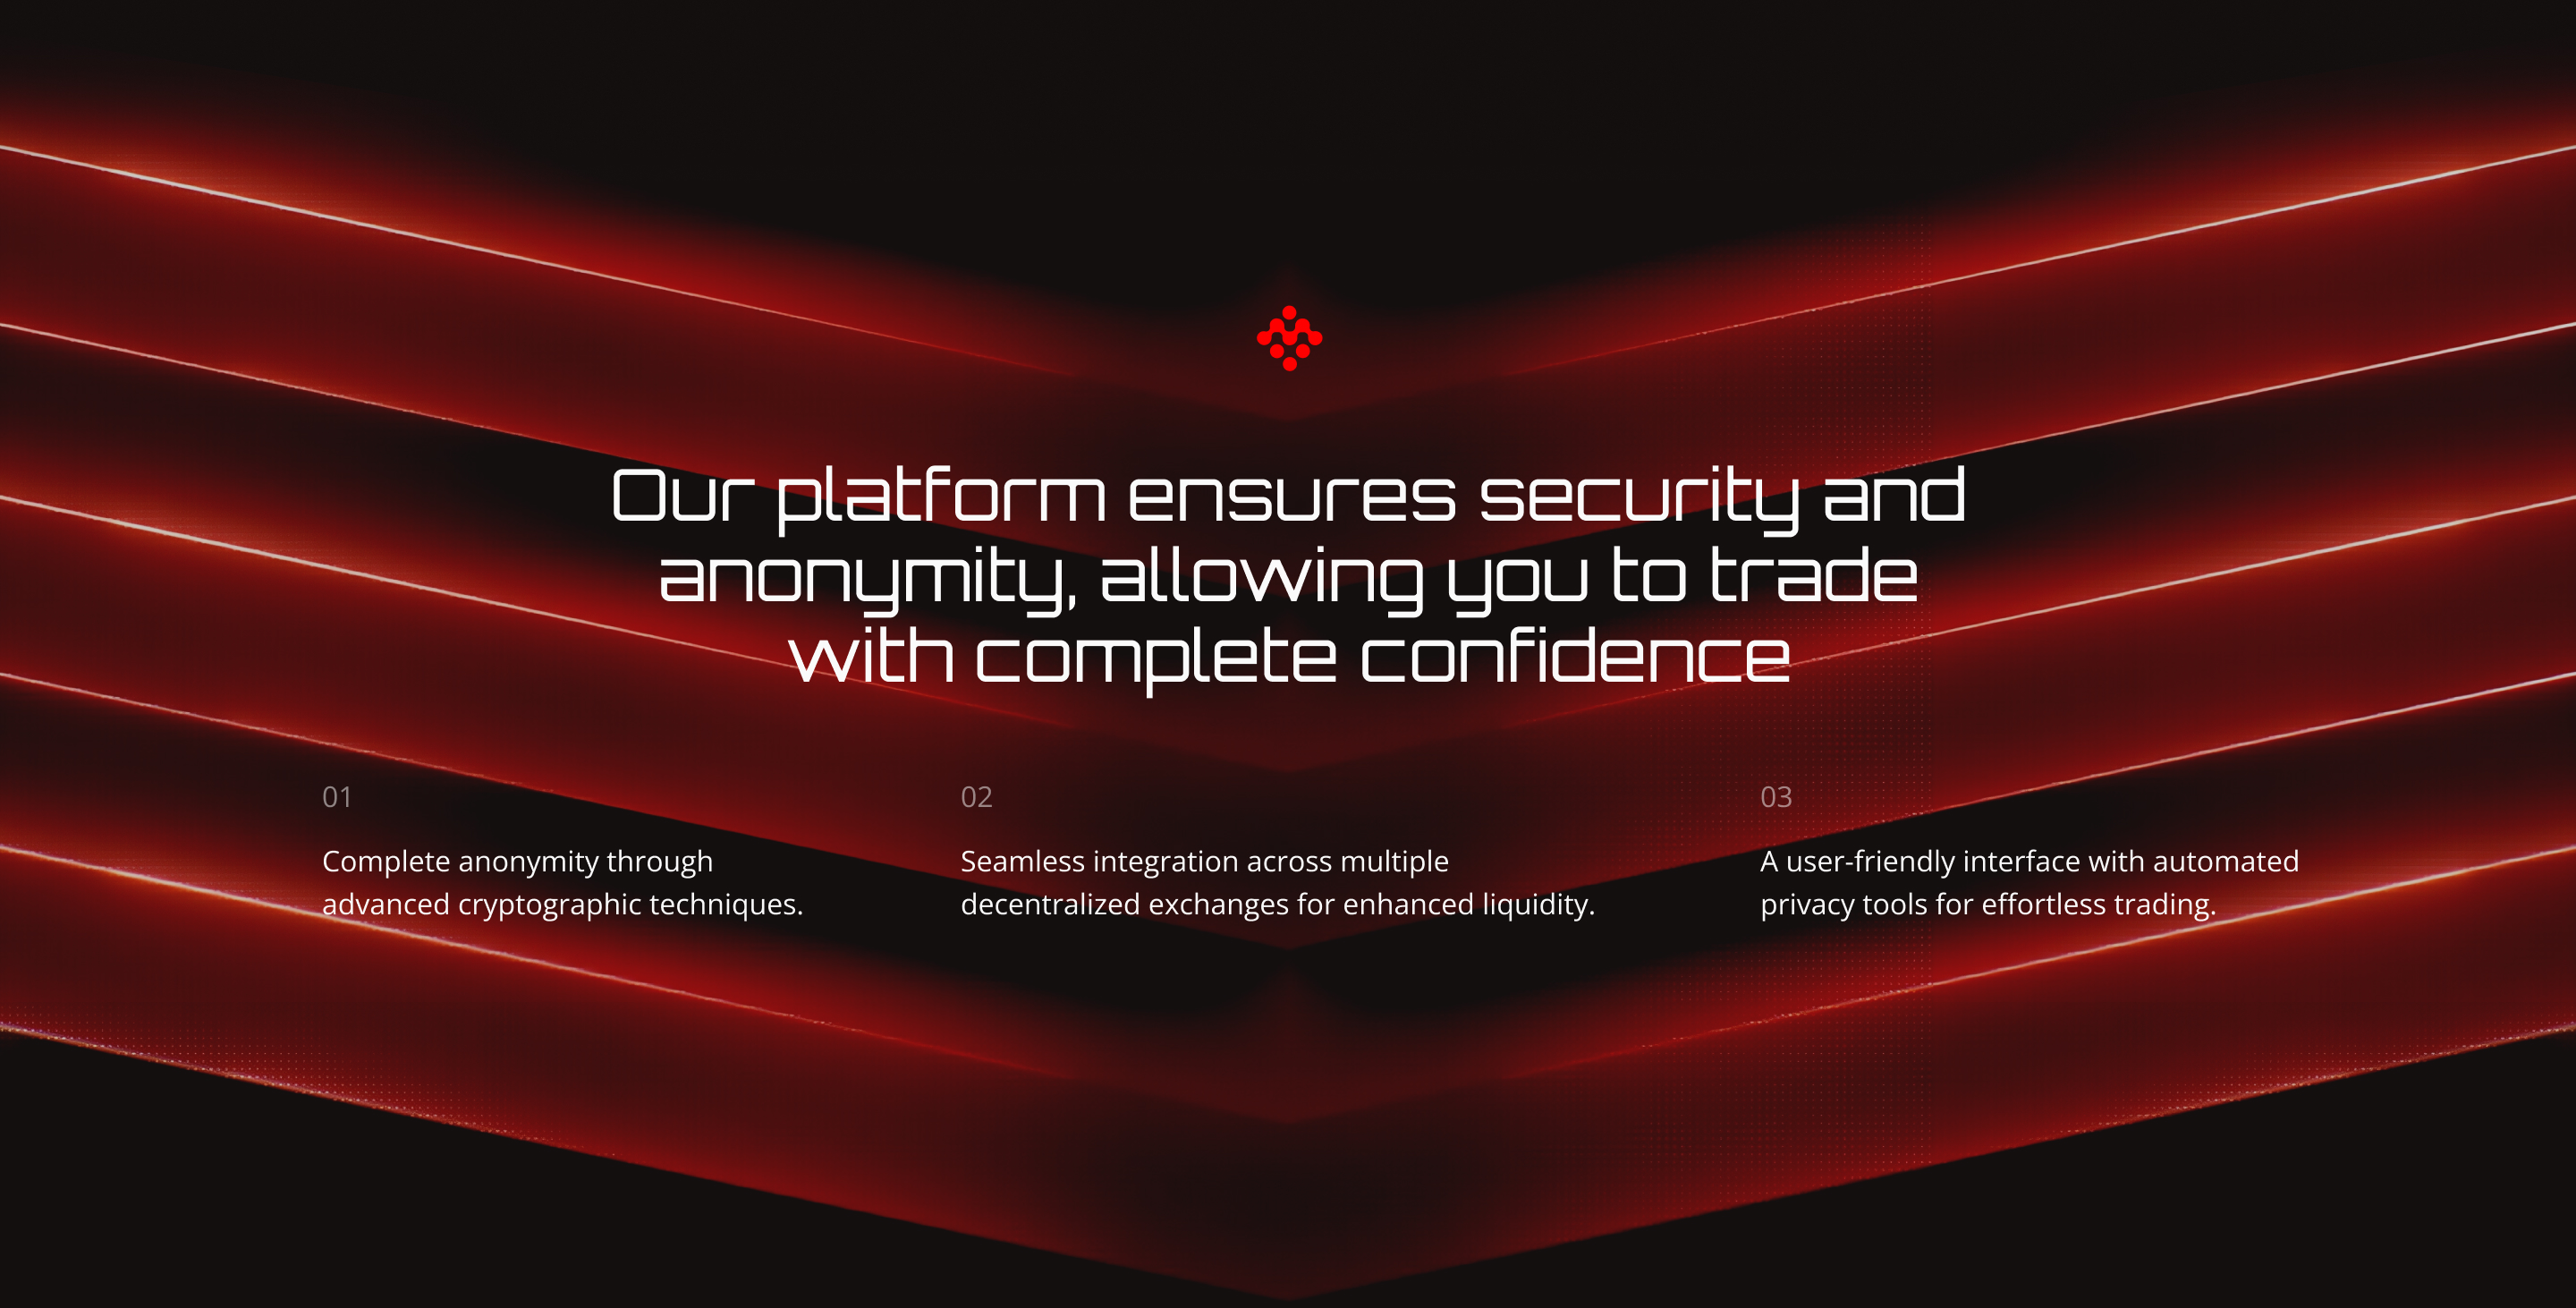 Our platform ensures security and
anonymity, allowing you to trade
with complete confidence
01
Complete anonymity through
advanced cryptographic techniques.
02
Seamless integration across multiple
decentralized exchanges for enhanced liquidity.
03
A user-friendly interface with automated
privacy tools for effortless trading.